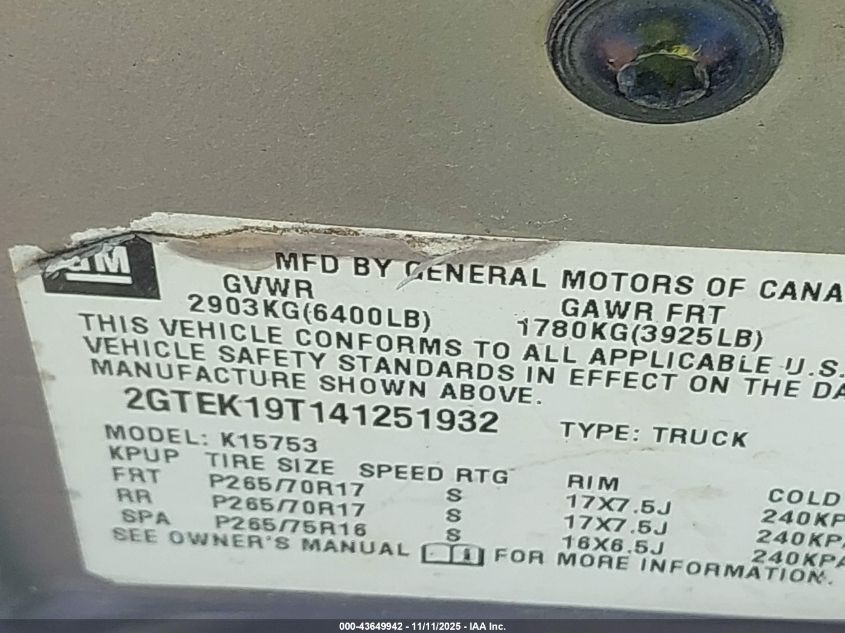 GM
MFD BY GENERAL MOTORS OF CANA
GVWR GAWR FRT
2903KG(6400LB) 1780KG(3925LB)
THIS VEHICLE CONFORMS TO ALL APPLICABLE U.S.
VEHICLE SAFETY STANDARDS IN EFFECT ON THE DA
MANUFACTURE SHOWN ABOVE.
2GTEK19T141251932 TYPE: TRUCK
MODEL: K15753
KPUP TIRE SIZE SPEED RTG RIM COLD
FRT P265/70R17 S 17X7.5J 240KPA
RR P265/70R17 S 17X7.5J 240KPA
SPA P265/75R16 S 16X6.5J 240KPA
SEE OWNER'S MANUAL FOR MORE INFORMATION.
000-43649942 - 11/11/2025 - IAA Inc.